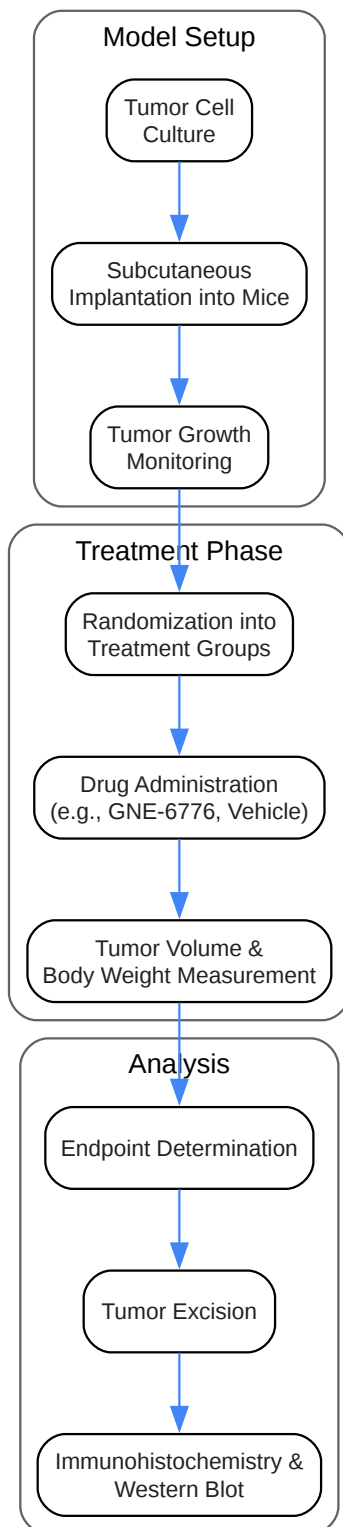 Model Setup
Tumor Cell
Culture
Subcutaneous
Implantation into Mice
Tumor Growth
Monitoring
Treatment Phase
Randomization into
Treatment Groups
Drug Administration
(e.g., GNE-6776, Vehicle)
Tumor Volume &
Body Weight Measurement
Analysis
Endpoint Determination
Tumor Excision
Immunohistochemistry &
Western Blot